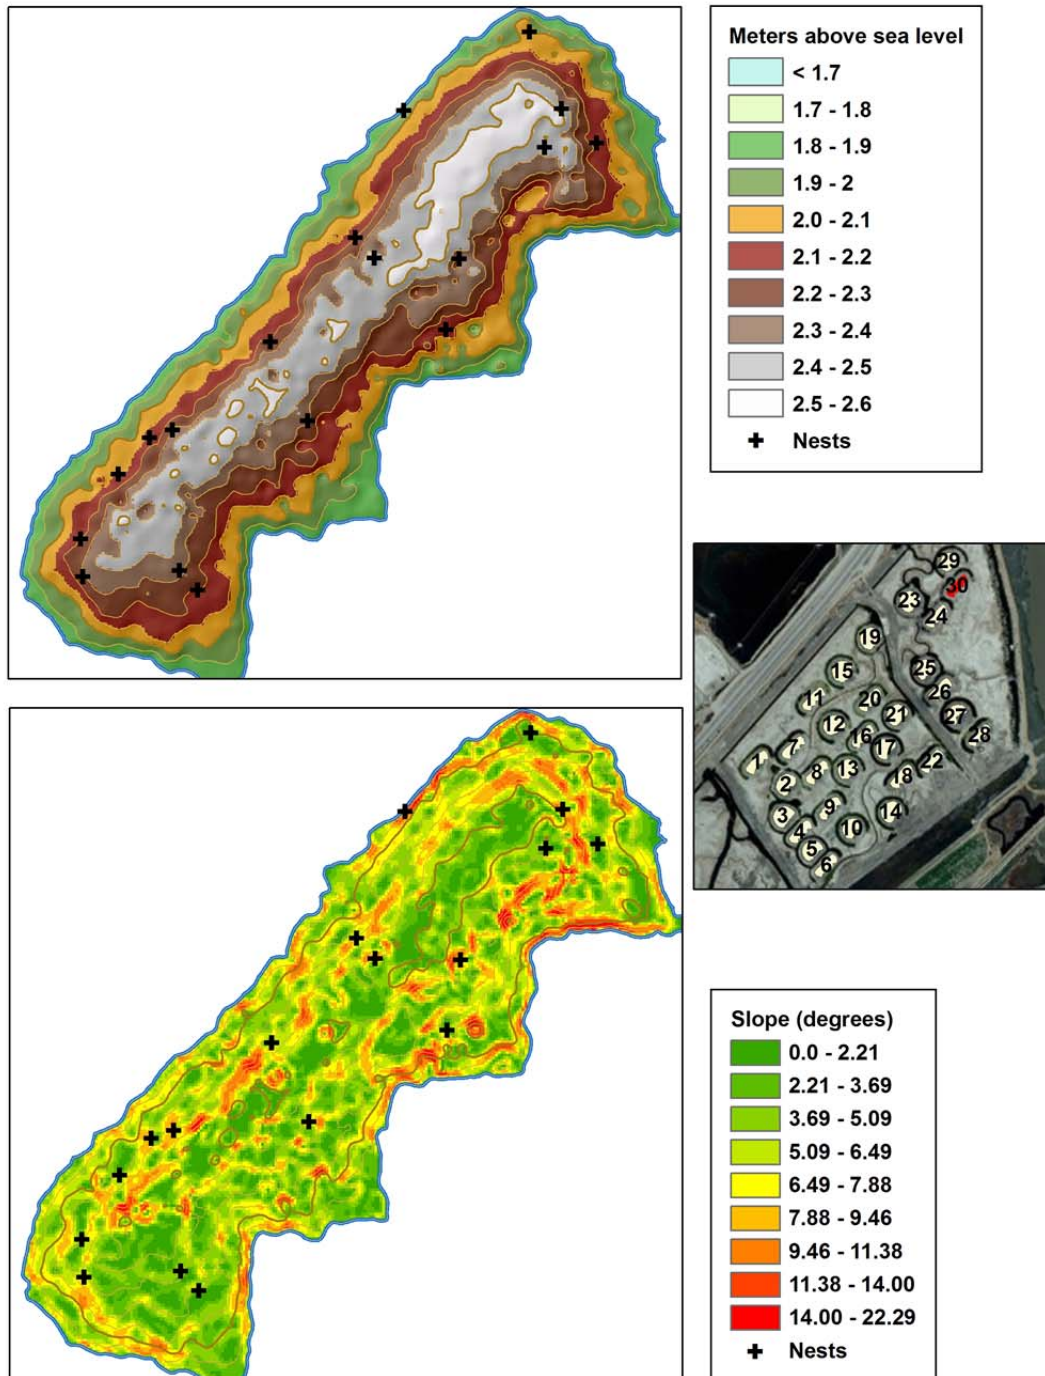 Meters above sea level
< 1.7
1.7 - 1.8
1.8 - 1.9
1.9 - 2
2.0 - 2.1
2.1 - 2.2
2.2 - 2.3
2.3 - 2.4
2.4 - 2.5
2.5 - 2.6
Nests
29
30
23
24
19
15
25
11
20
26
21
27
12
16
28
7
17
1
22
8
13
18
2
9
14
3
10
4
5
6
Slope (degrees)
0.0 - 2.21
2.21 - 3.69
3.69 - 5.09
5.09 - 6.49
6.49 - 7.88
7.88 - 9.46
9.46 - 11.38
11.38 - 14.00
14.00 - 22.29
Nests